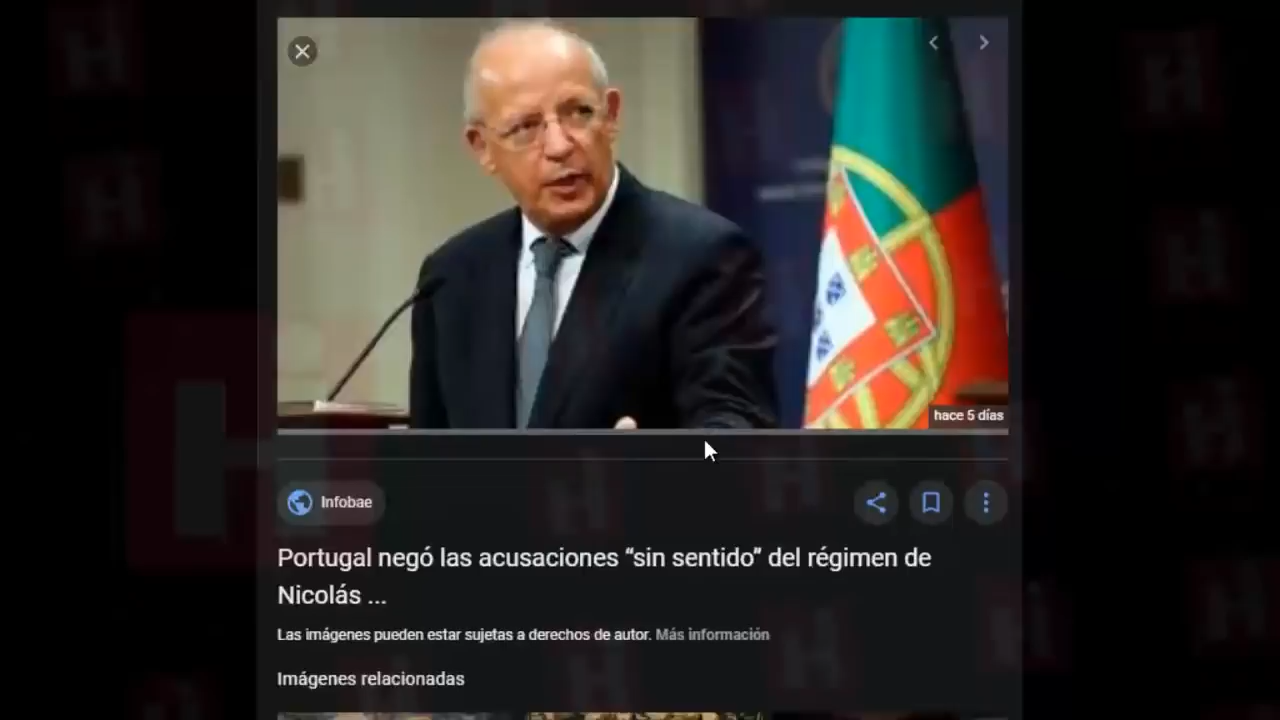 hace 5 días
Infobae
Portugal negó las acusaciones “sin sentido” del régimen de
Nicolás ...
Las imágenes pueden estar sujetas a derechos de autor. Más información
Imágenes relacionadas